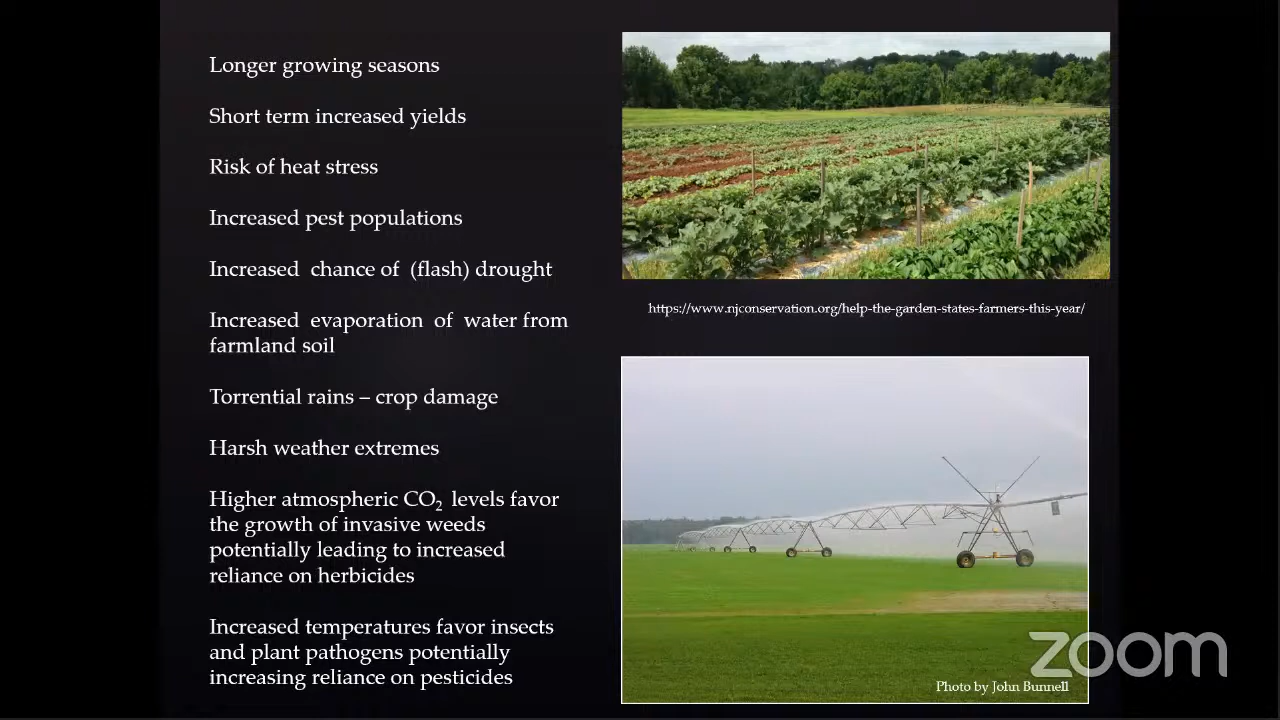 Longer growing seasons
Short term increased yields
Risk of heat stress
Increased pest populations
Increased chance of (flash) drought
Increased evaporation of water from
farmland soil
Torrential rains – crop damage
Harsh weather extremes
Higher atmospheric CO₂ levels favor
the growth of invasive weeds
potentially leading to increased
reliance on herbicides
Increased temperatures favor insects
and plant pathogens potentially
increasing reliance on pesticides
https://www.njconservation.org/help-the-garden-states-farmers-this-year/
Photo by John Bunnell
zoom